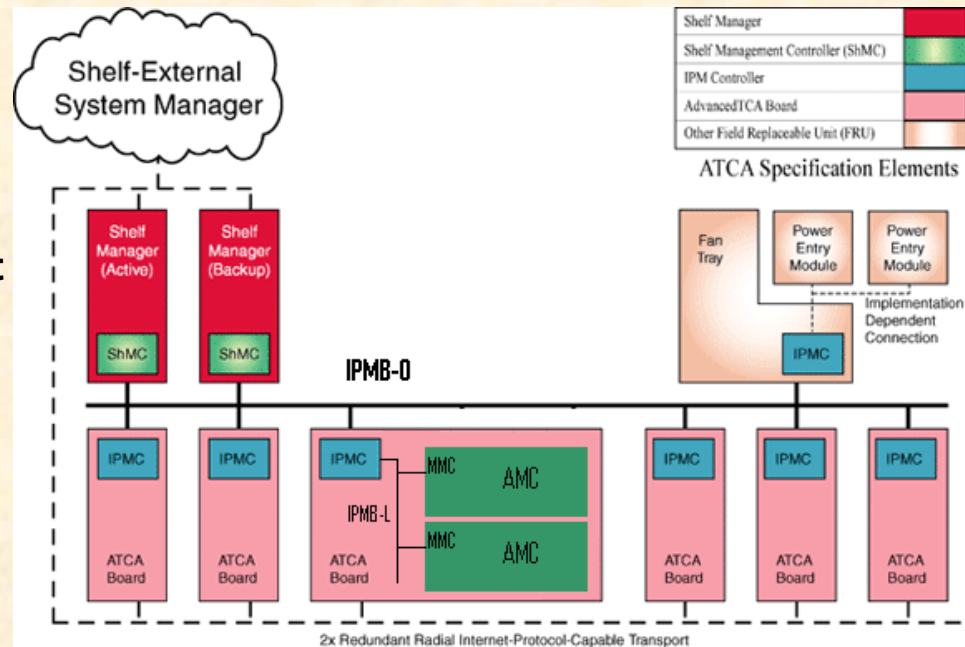 Shelf-External
System Manager
Shelf Manager
Shelf Management Controller (ShMC)
IPM Controller
AdvancedTCA Board
Other Field Replaceable Unit (FRU)
ATCA Specification Elements
Shelf
Manager
(Active)
ShMC
Shelf
Manager
(Backup)
ShMC
t
Fan
Tray
Power
Entry
Module
Power
Entry
Module
Implementation
Dependent
Connection
IPMC
IPMB-0
IPMC
ATCA
Board
IPMC
ATCA
Board
IPMC
IPMB-L
ATCA
Board
MMC
AMC
MMC
AMC
IPMC
ATCA
Board
IPMC
ATCA
Board
IPMC
ATCA
Board
2x Redundant Radial Internet-Protocol-Capable Transport